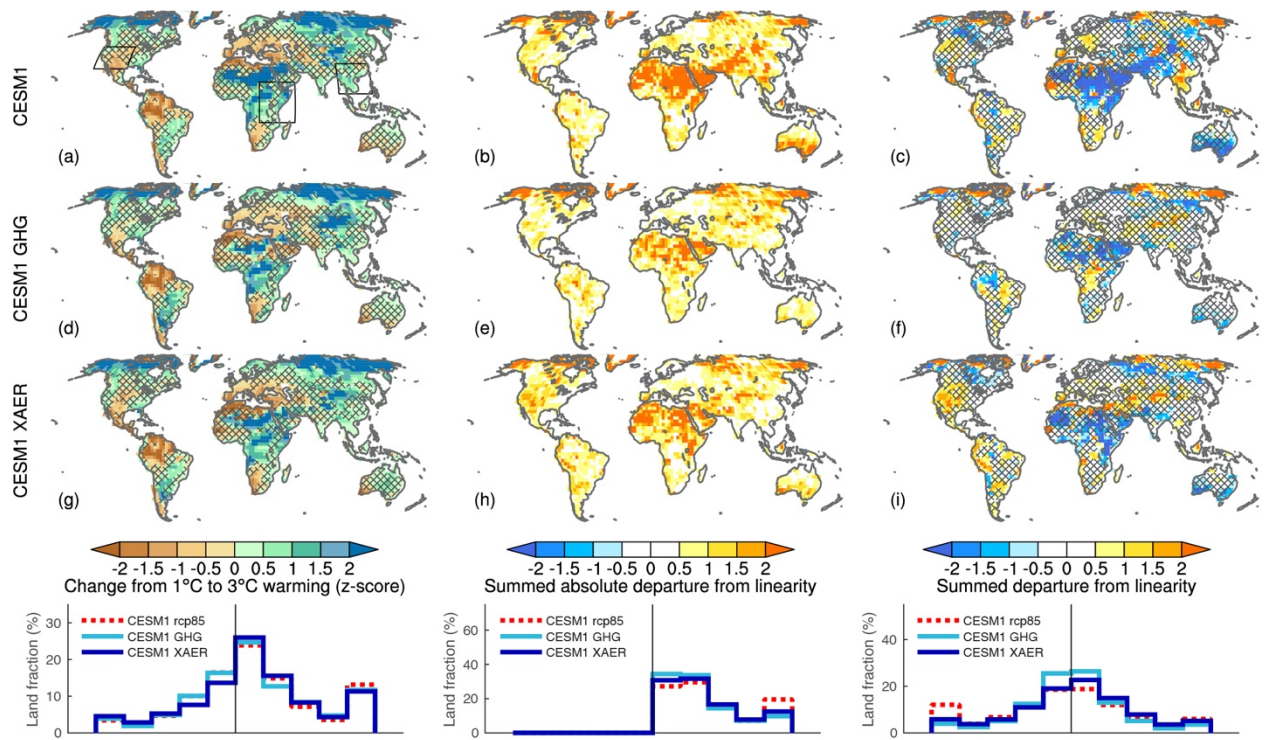 CESM1
(a)
(b)
(c)
CESM1 GHG
(d)
(e)
(f)
CESM1 XAER
(g)
(h)
(i)
-2 -1.5 -1 -0.5 0 0.5 1 1.5 2
Change from 1°C to 3°C warming (z-score)
-2 -1.5 -1 -0.5 0 0.5 1 1.5 2
Summed absolute departure from linearity
-2 -1.5 -1 -0.5 0 0.5 1 1.5 2
Summed departure from linearity
Land fraction (%)
30
20
10
0
CESM1 rcp85
CESM1 GHG
CESM1 XAER
Land fraction (%)
60
40
20
0
CESM1 rcp85
CESM1 GHG
CESM1 XAER
Land fraction (%)
40
20
0
CESM1 rcp85
CESM1 GHG
CESM1 XAER